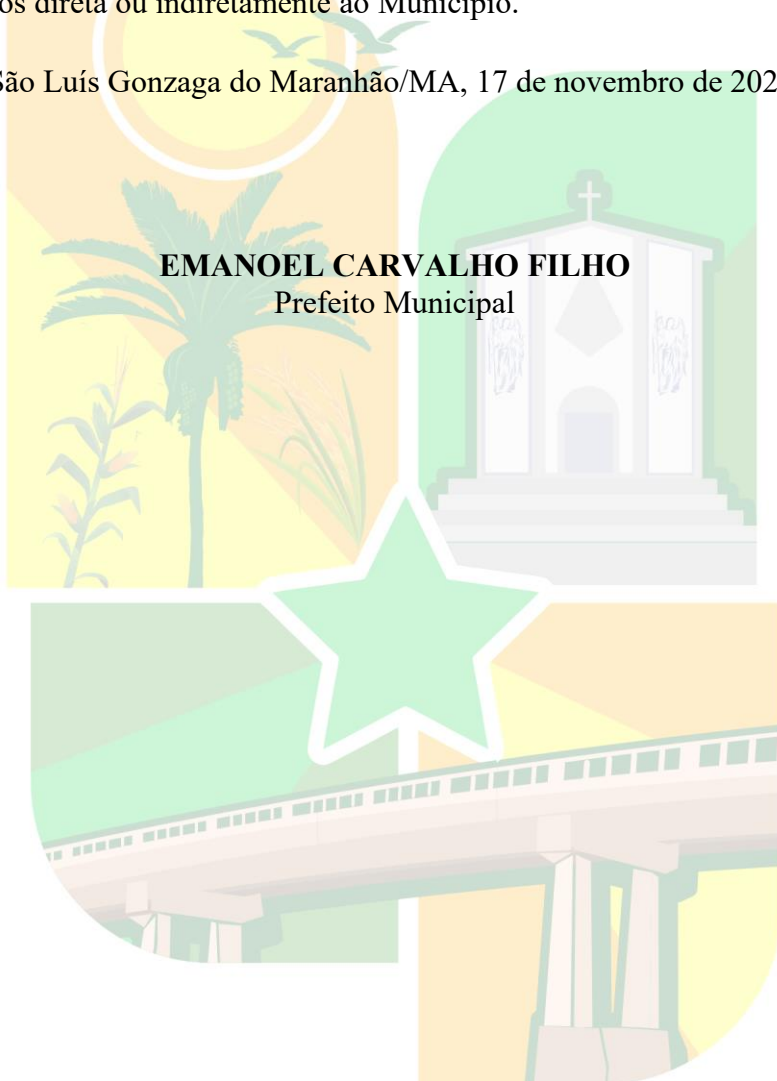 os direta ou indiretamente ao Município.
São Luís Gonzaga do Maranhão/MA, 17 de novembro de 202
EMANOEL CARVALHO FILHO
Prefeito Municipal